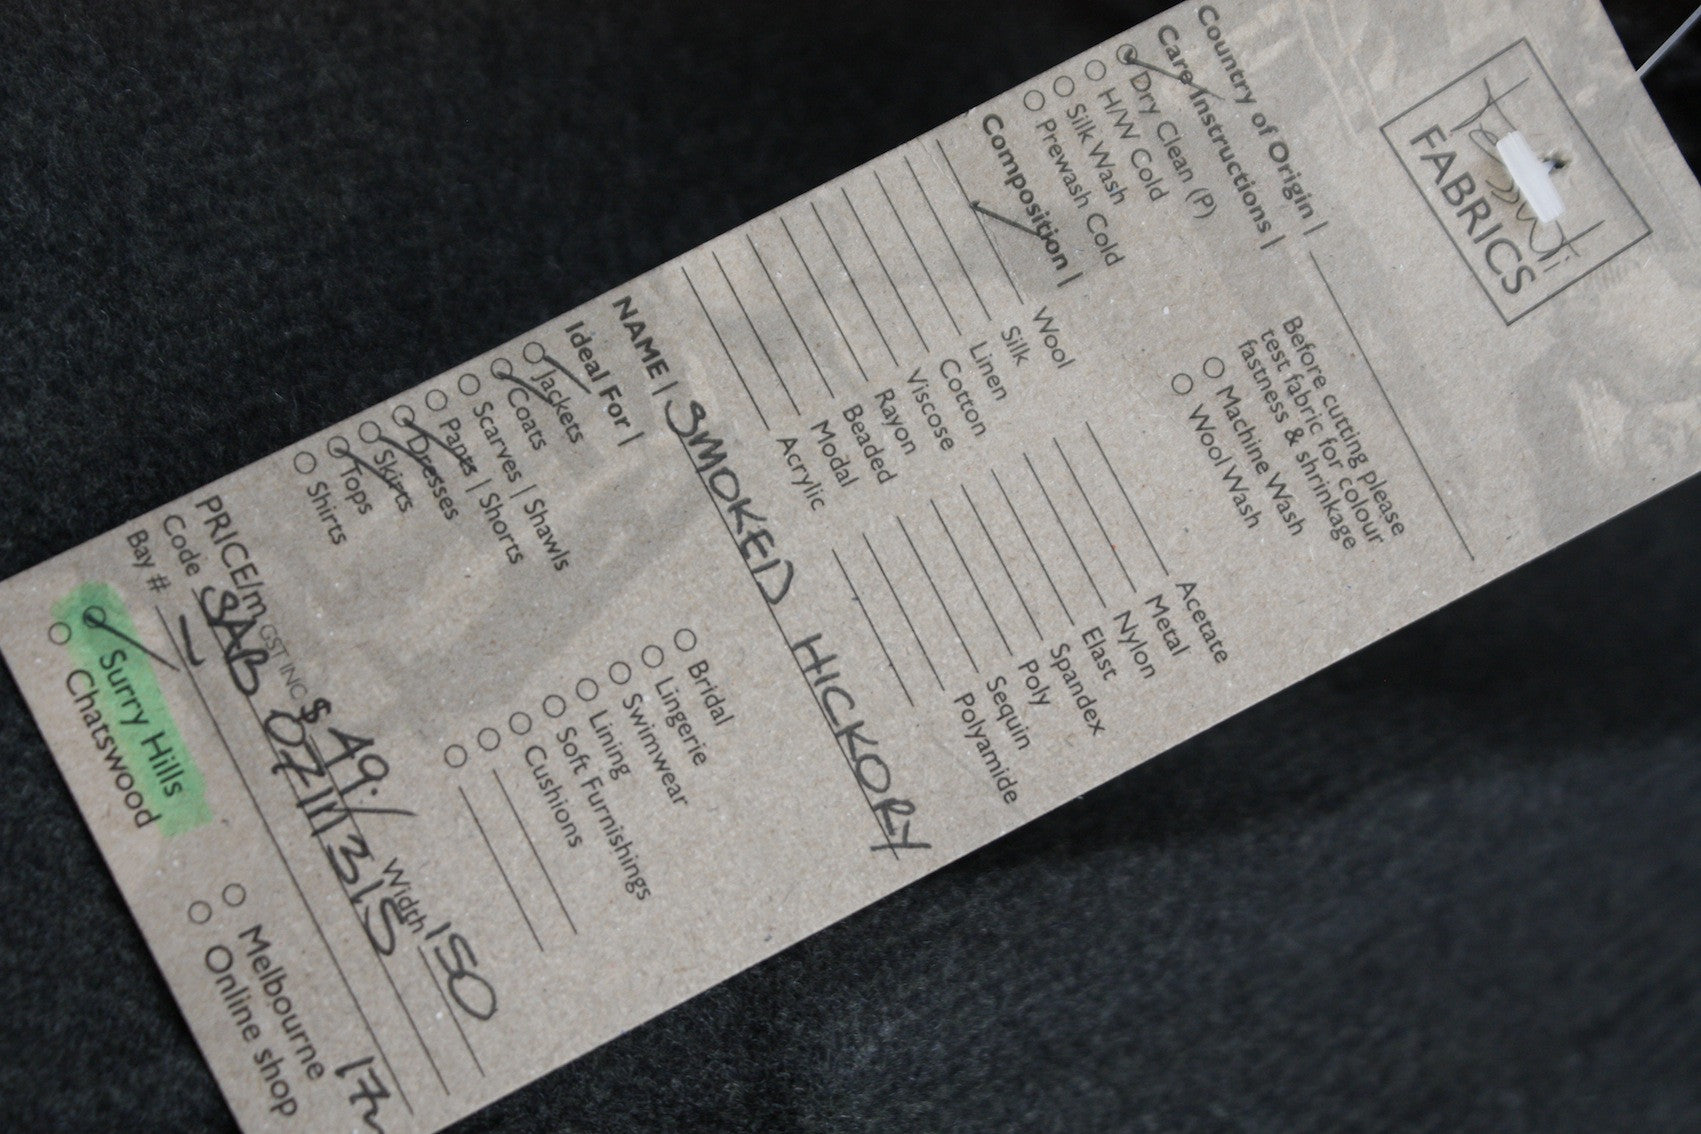 FABRICS
Country of Origin |
Care Instructions |
Dry Clean (P)
H/W Cold
Silk Wash
Prewash Cold
Before cutting please
test fabric for colour
fastness & shrinkage
Machine Wash
Wool Wash
Composition |
Wool
Silk
Linen
Cotton
Viscose
Rayon
Beaded
Modal
Acrylic
Acetate
Metal
Nylon
Elast
Spandex
Poly
Sequin
Polyamide
NAME | SMOKED HICKORY
Ideal For |
Jackets
Coats
Scarves | Shawls
Pants | Shorts
Dresses
Skirts
Tops
Shirts
Bridal
Lingerie
Swimwear
Lining
Soft Furnishings
Cushions
PRICE/m GST INC $49./ Width 150
Code SAB
Bay #
17m
Surry Hills
Chatswood
Melbourne
Online shop